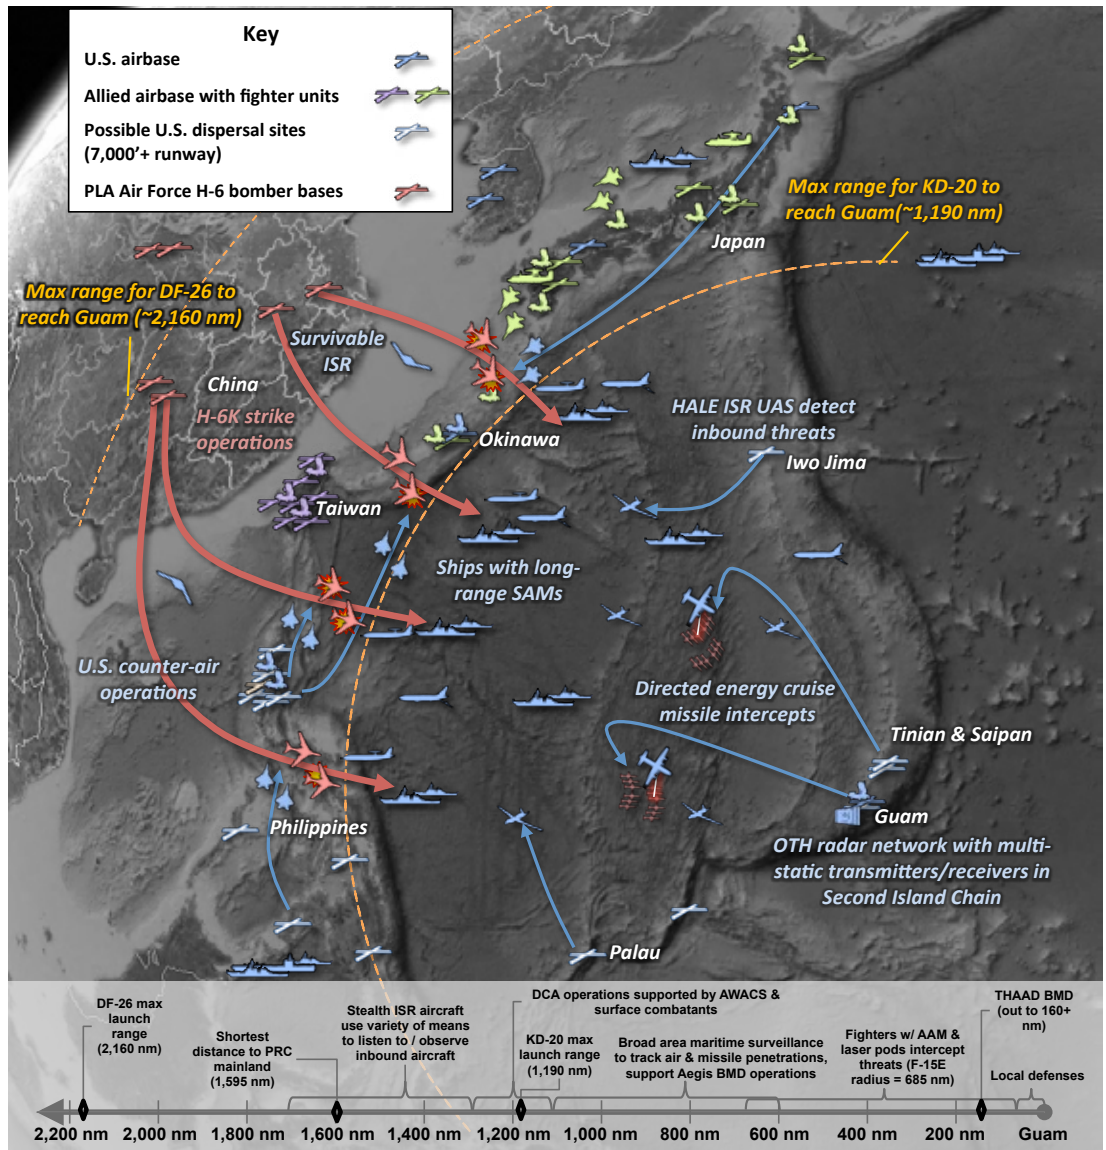 Key
U.S. airbase
Allied airbase with fighter units
Possible U.S. dispersal sites
(7,000'+ runway)
PLA Air Force H-6 bomber bases
Max range for KD-20 to
reach Guam(~1,190 nm)
Japan
Max range for DF-26 to
reach Guam (~2,160 nm)
Survivable
ISR
China
H-6K strike
operations
HALE ISR UAS detect
inbound threats
Okinawa
Iwo Jima
Taiwan
Ships with long-
range SAMs
U.S. counter-air
operations
Directed energy cruise
missile intercepts
Tinian & Saipan
Guam
Philippines
OTH radar network with multi-
static transmitters/receivers in
Second Island Chain
Palau
DF-26 max
launch
range
(2,160 nm)
Shortest
distance to PRC
mainland
(1,595 nm)
Stealth ISR aircraft
use variety of means
to listen to / observe
inbound aircraft
DCA operations supported by AWACS &
surface combatants
KD-20 max
launch range
(1,190 nm)
Broad area maritime surveillance
to track air & missile penetrations,
support Aegis BMD operations
Fighters w/ AAM &
laser pods intercept
threats (F-15E
radius = 685 nm)
THAAD BMD
(out to 160+
nm)
Local defenses
2,200 nm 2,000 nm 1,800 nm 1,600 nm 1,400 nm 1,200 nm 1,000 nm 800 nm 600 nm 400 nm 200 nm Guam